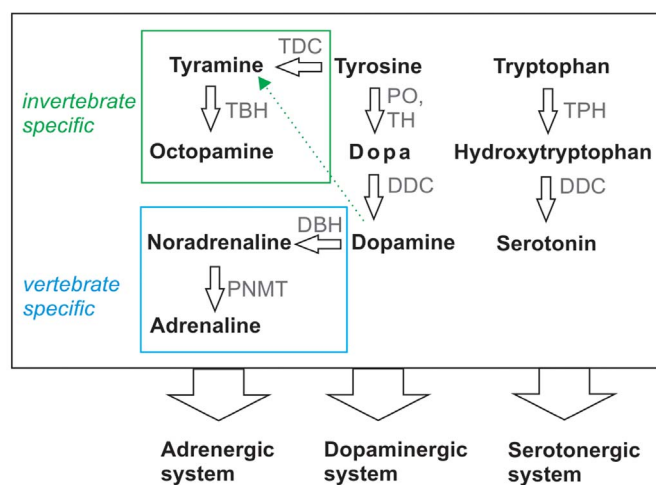 TDC
Tyramine Tyrosine Tryptophan
invertebrate
specific
TBH
PO,
TH
TPH
Octopamine Dopa Hydroxytryptophan
DDC DDC
DBH
Noradrenaline Dopamine Serotonin
vertebrate
specific
PNMT
Adrenaline
Adrenergic
system
Dopaminergic
system
Serotonergic
system